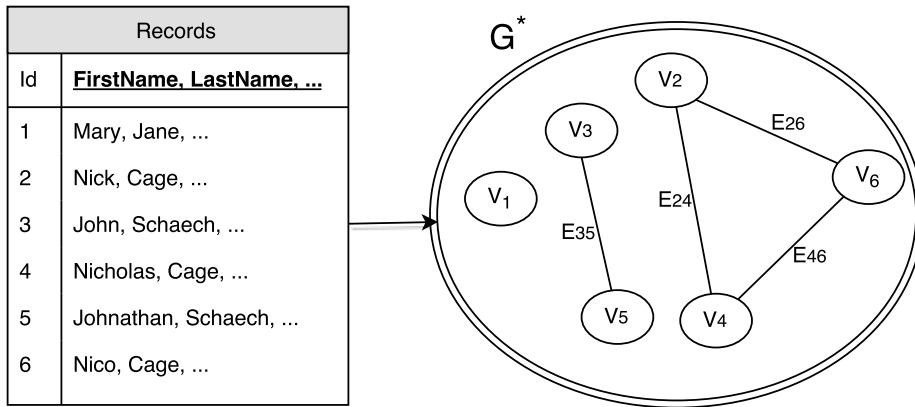 Records
Id FirstName, LastName, ...
1 Mary, Jane, ...
2 Nick, Cage, ...
3 John, Schaech, ...
4 Nicholas, Cage, ...
5 Johnathan, Schaech, ...
6 Nico, Cage, ...
G*
V2
E26
V3
V6
V1
E24
E35
E46
V5
V4